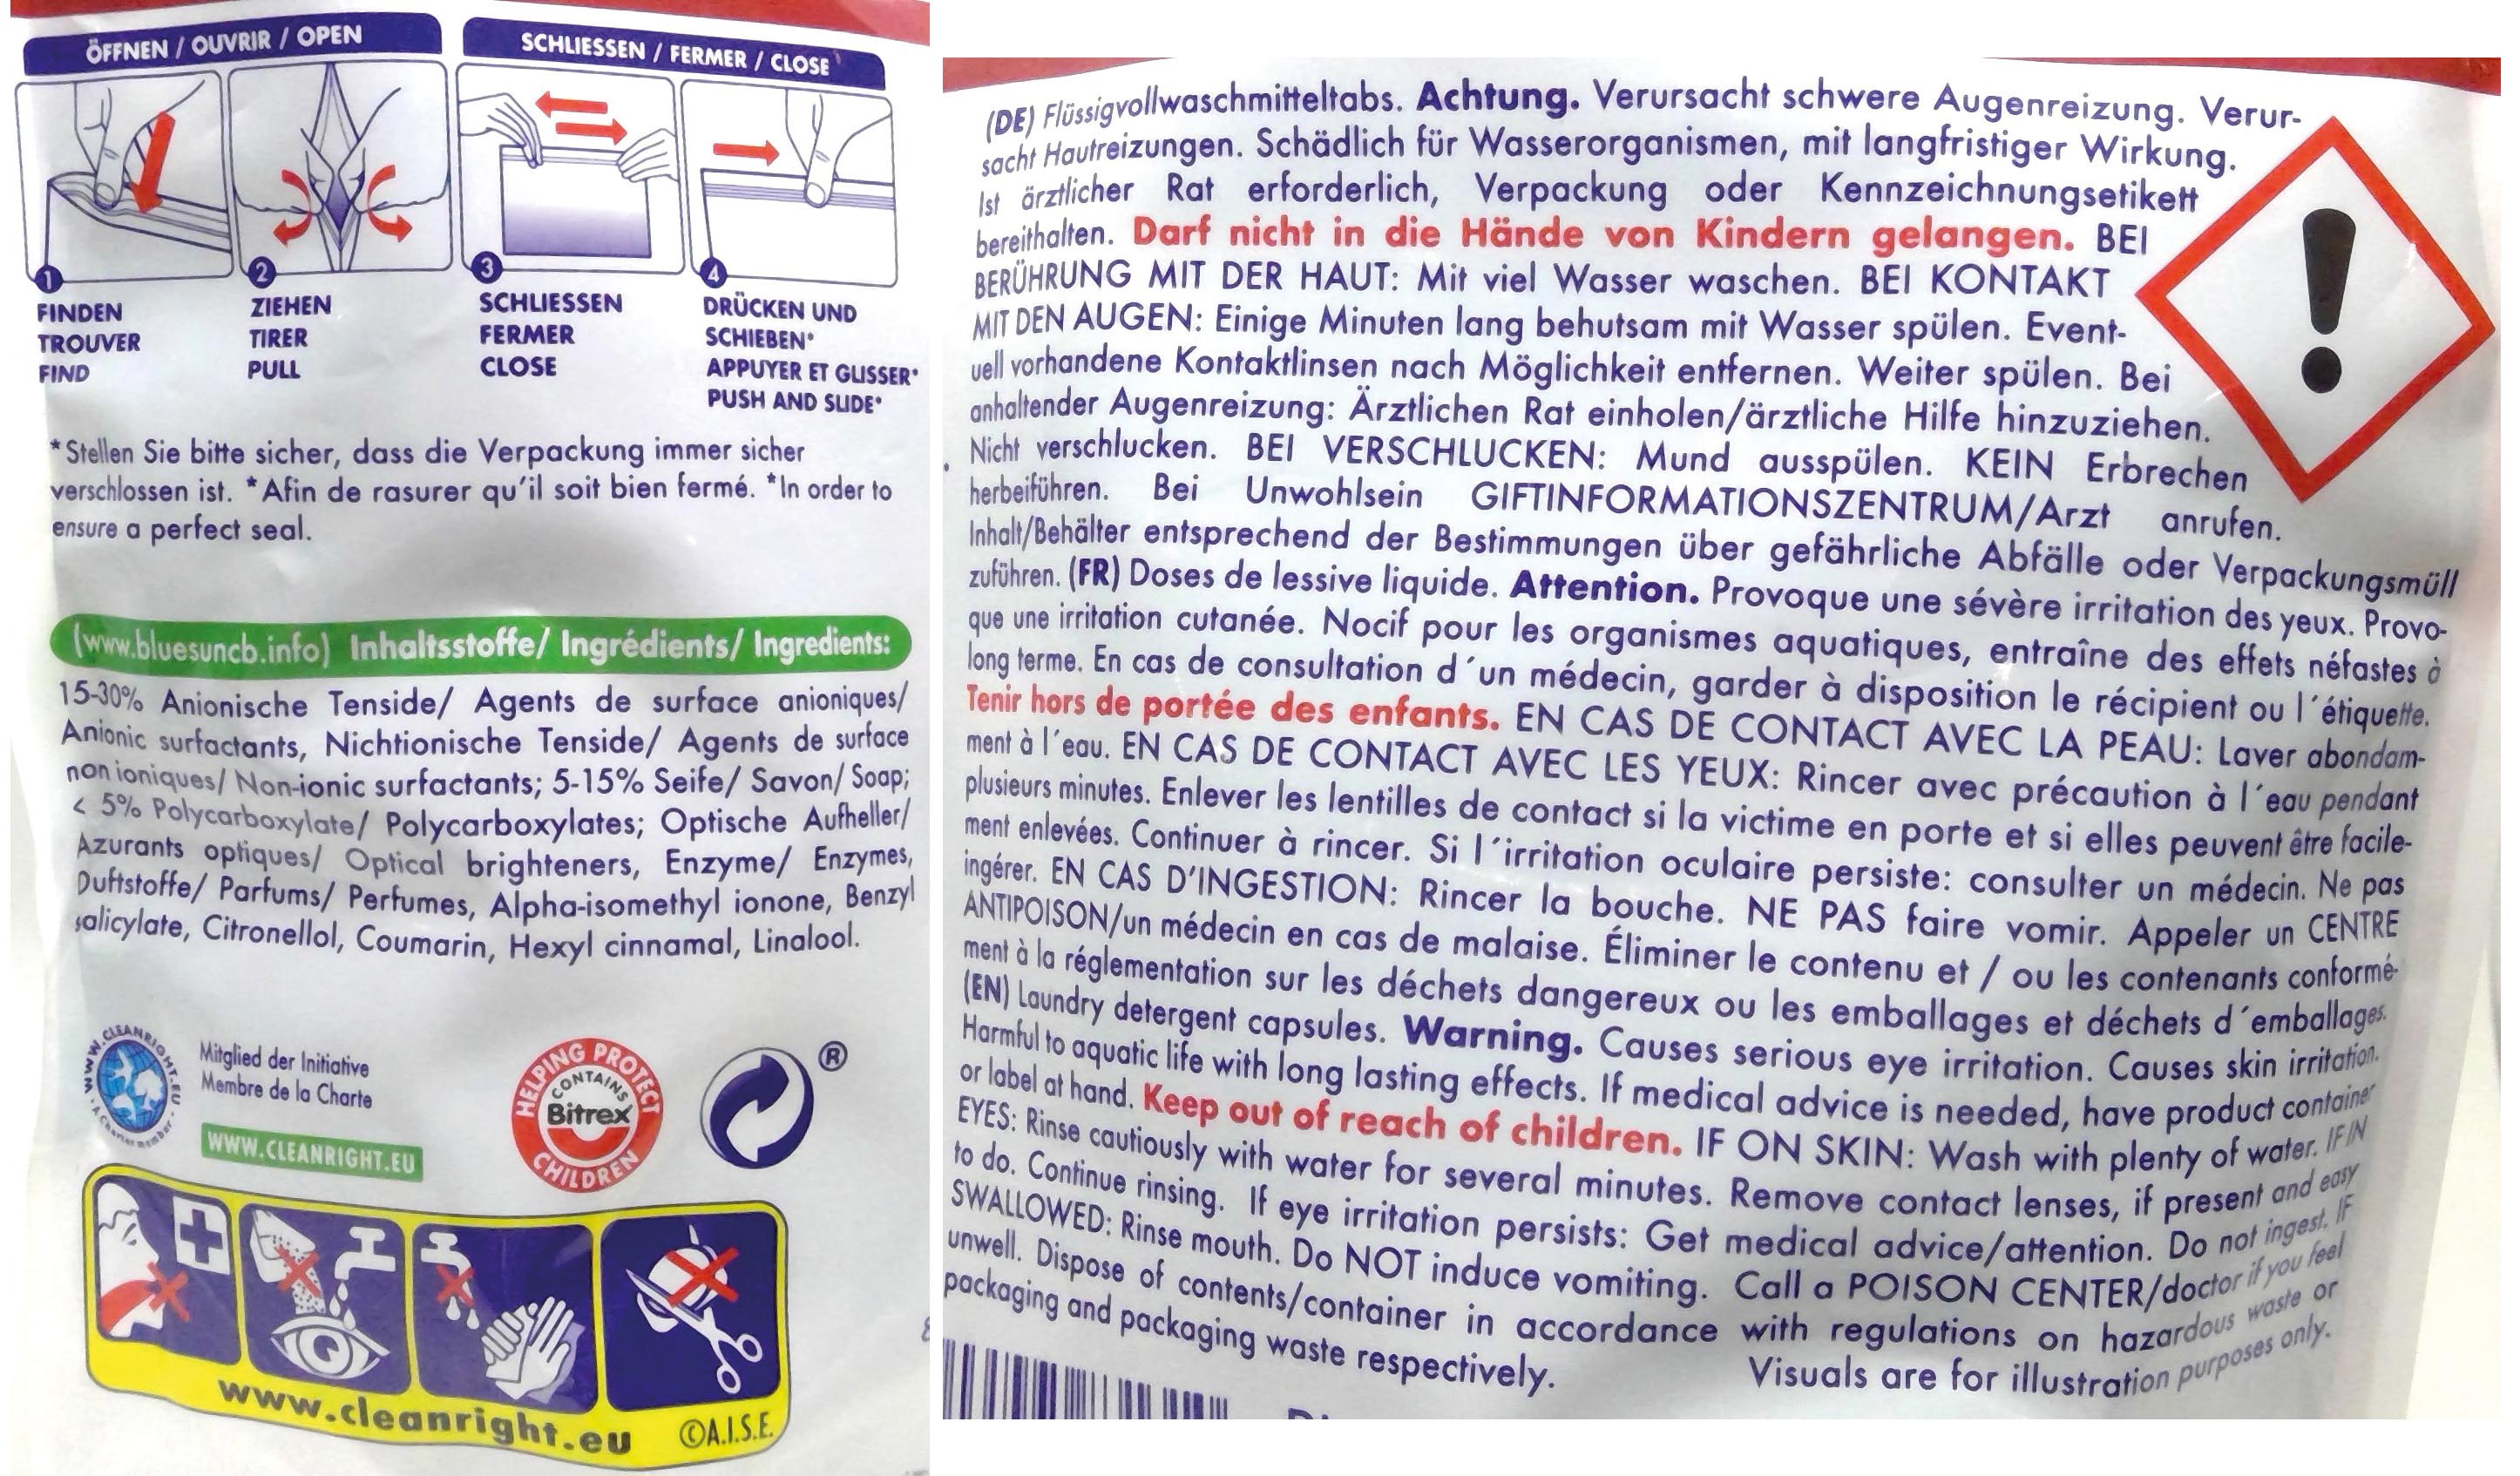 ÖFFNEN / OUVRIR / OPEN
SCHLIESSEN / FERMER / CLOSE
1
2
3
4
FINDEN
TROUVER
FIND
ZIEHEN
TIRER
PULL
SCHLIESSEN
FERMER
CLOSE
DRÜCKEN UND
SCHIEBEN*
APPUYER ET GLISSER*
PUSH AND SLIDE*
*Stellen Sie bitte sicher, dass die Verpackung immer sicher
verschlossen ist. *Afin de rasurer qu'il soit bien fermé. *In order to
ensure a perfect seal.
(www.bluesuncb.info) Inhaltsstoffe/ Ingrédients/ Ingredients:
15-30% Anionische Tenside/ Agents de surface anioniques/
Anionic surfactants, Nichtionische Tenside/ Agents de surface
non ioniques/ Non-ionic surfactants; 5-15% Seife/ Savon/ Soap;
< 5% Polycarboxylate/ Polycarboxylates; Optische Aufheller/
Azurants optiques/ Optical brighteners, Enzyme/ Enzymes,
Duftstoffe/ Parfums/ Perfumes, Alpha-isomethyl ionone, Benzyl
salicylate, Citronellol, Coumarin, Hexyl cinnamal, Linalool.
WWW.CLEANRIGHT.EU
A Charter member
Mitglied der Initiative
Membre de la Charte
WWW.CLEANRIGHT.EU
HELPING PROTECT
CONTAINS
Bitrex
CHILDREN
®
www.cleanright.eu
©A.I.S.E.
(DE) Flüssigvollwaschmitteltabs. Achtung. Verursacht schwere Augenreizung. Verur-
sacht Hautreizungen. Schädlich für Wasserorganismen, mit langfristiger Wirkung.
Ist ärztlicher Rat erforderlich, Verpackung oder Kennzeichnungsetikett
bereithalten. Darf nicht in die Hände von Kindern gelangen. BEI
BERÜHRUNG MIT DER HAUT: Mit viel Wasser waschen. BEI KONTAKT
MIT DEN AUGEN: Einige Minuten lang behutsam mit Wasser spülen. Event-
uell vorhandene Kontaktlinsen nach Möglichkeit entfernen. Weiter spülen. Bei
anhaltender Augenreizung: Ärztlichen Rat einholen/ärztliche Hilfe hinzuziehen.
Nicht verschlucken. BEI VERSCHLUCKEN: Mund ausspülen. KEIN Erbrechen
herbeiführen. Bei Unwohlsein GIFTINFORMATIONSZENTRUM/Arzt anrufen.
Inhalt/Behälter entsprechend der Bestimmungen über gefährliche Abfälle oder Verpackungsmüll
zuführen. (FR) Doses de lessive liquide. Attention. Provoque une sévère irritation des yeux. Provo-
que une irritation cutanée. Nocif pour les organismes aquatiques, entraîne des effets néfastes à
long terme. En cas de consultation d´un médecin, garder à disposition le récipient ou l´étiquette.
Tenir hors de portée des enfants. EN CAS DE CONTACT AVEC LA PEAU: Laver abondam-
ment à l´eau. EN CAS DE CONTACT AVEC LES YEUX: Rincer avec précaution à l´eau pendant
plusieurs minutes. Enlever les lentilles de contact si la victime en porte et si elles peuvent être facile-
ment enlevées. Continuer à rincer. Si l´irritation oculaire persiste: consulter un médecin. Ne pas
ingérer. EN CAS D'INGESTION: Rincer la bouche. NE PAS faire vomir. Appeler un CENTRE
ANTIPOISON/un médecin en cas de malaise. Éliminer le contenu et / ou les contenants conformé-
ment à la réglementation sur les déchets dangereux ou les emballages et déchets d´emballages.
(EN) Laundry detergent capsules. Warning. Causes serious eye irritation. Causes skin irritation.
Harmful to aquatic life with long lasting effects. If medical advice is needed, have product container
or label at hand. Keep out of reach of children. IF ON SKIN: Wash with plenty of water. IF IN
EYES: Rinse cautiously with water for several minutes. Remove contact lenses, if present and easy
to do. Continue rinsing. If eye irritation persists: Get medical advice/attention. Do not ingest. IF
SWALLOWED: Rinse mouth. Do NOT induce vomiting. Call a POISON CENTER/doctor if you feel
unwell. Dispose of contents/container in accordance with regulations on hazardous waste or
packaging and packaging waste respectively.
Visuals are for illustration purposes only.